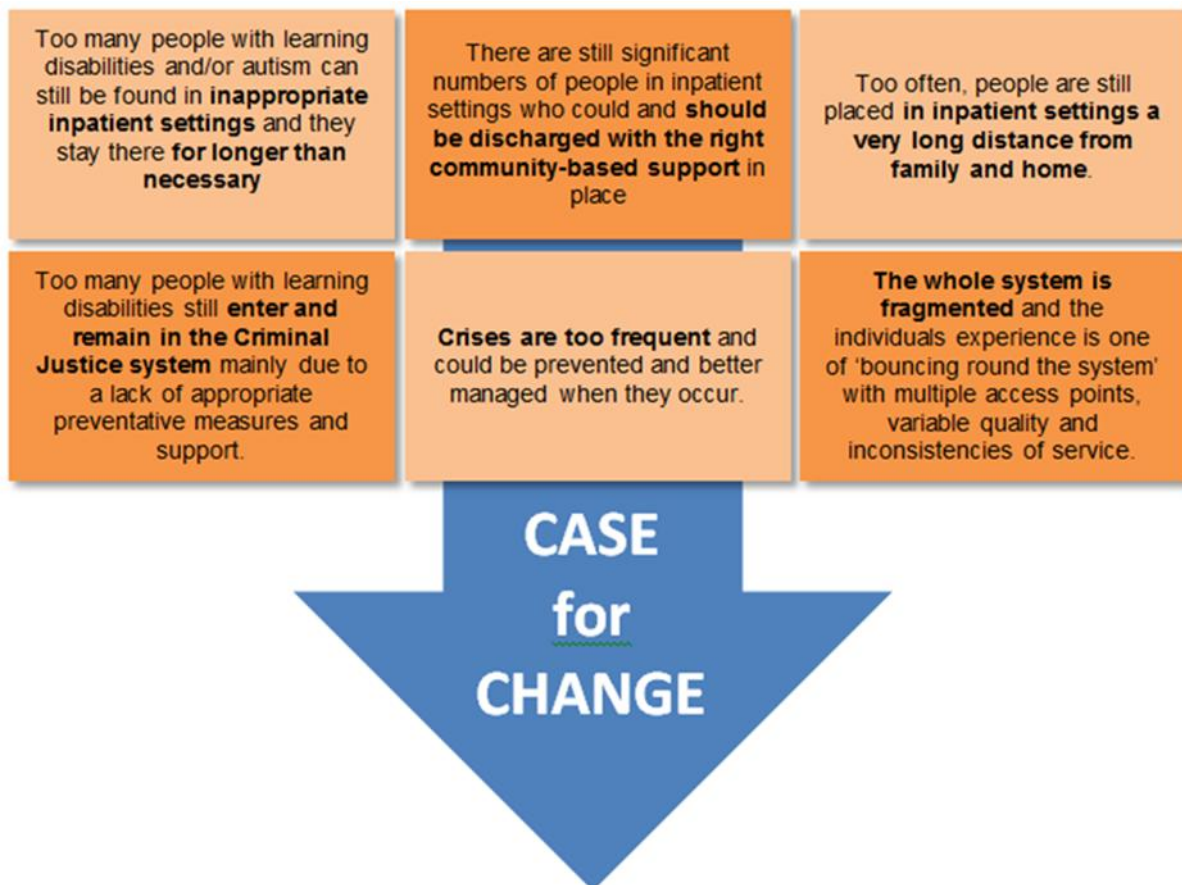 Too many people with learning
disabilities and/or autism can
still be found in inappropriate
inpatient settings and they
stay there for longer than
necessary
There are still significant
numbers of people in inpatient
settings who could and should
be discharged with the right
community-based support in
place
Too often, people are still
placed in inpatient settings a
very long distance from
family and home.
Too many people with learning
disabilities still enter and
remain in the Criminal
Justice system mainly due to
a lack of appropriate
preventative measures and
support.
Crises are too frequent and
could be prevented and better
managed when they occur.
The whole system is
fragmented and the
individuals experience is one
of ‘bouncing round the system’
with multiple access points,
variable quality and
inconsistencies of service.
CASE
for
CHANGE